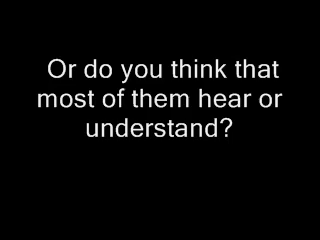 Or do you think that
most of them hear or
understand?